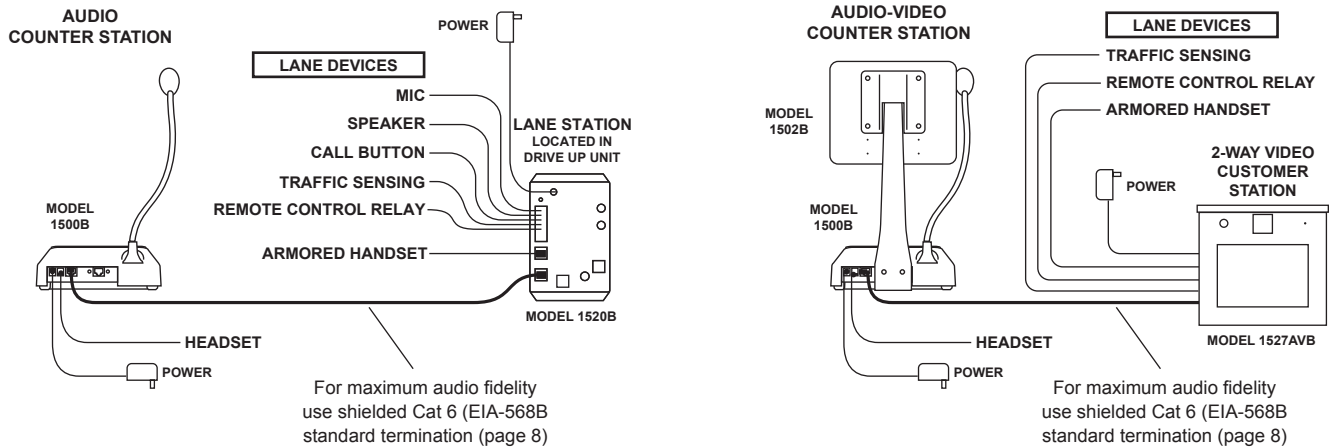 AUDIO
COUNTER STATION
POWER
LANE DEVICES
MIC
SPEAKER
CALL BUTTON
TRAFFIC SENSING
REMOTE CONTROL RELAY
ARMORED HANDSET
LANE STATION
LOCATED IN
DRIVE UP UNIT
MODEL
1500B
MODEL 1520B
HEADSET
POWER
For maximum audio fidelity
use shielded Cat 6 (EIA-568B
standard termination (page 8)
AUDIO-VIDEO
COUNTER STATION
LANE DEVICES
TRAFFIC SENSING
REMOTE CONTROL RELAY
ARMORED HANDSET
MODEL
1502B
POWER
2-WAY VIDEO
CUSTOMER
STATION
MODEL
1500B
MODEL 1527AVB
HEADSET
POWER
For maximum audio fidelity
use shielded Cat 6 (EIA-568B
standard termination (page 8)